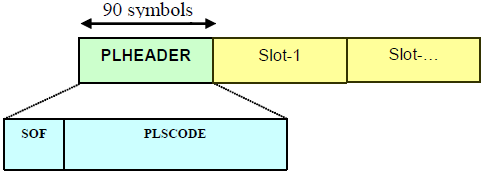 90 symbols
PLHEADER Slot-1 Slot-...
SOF PLSCODE